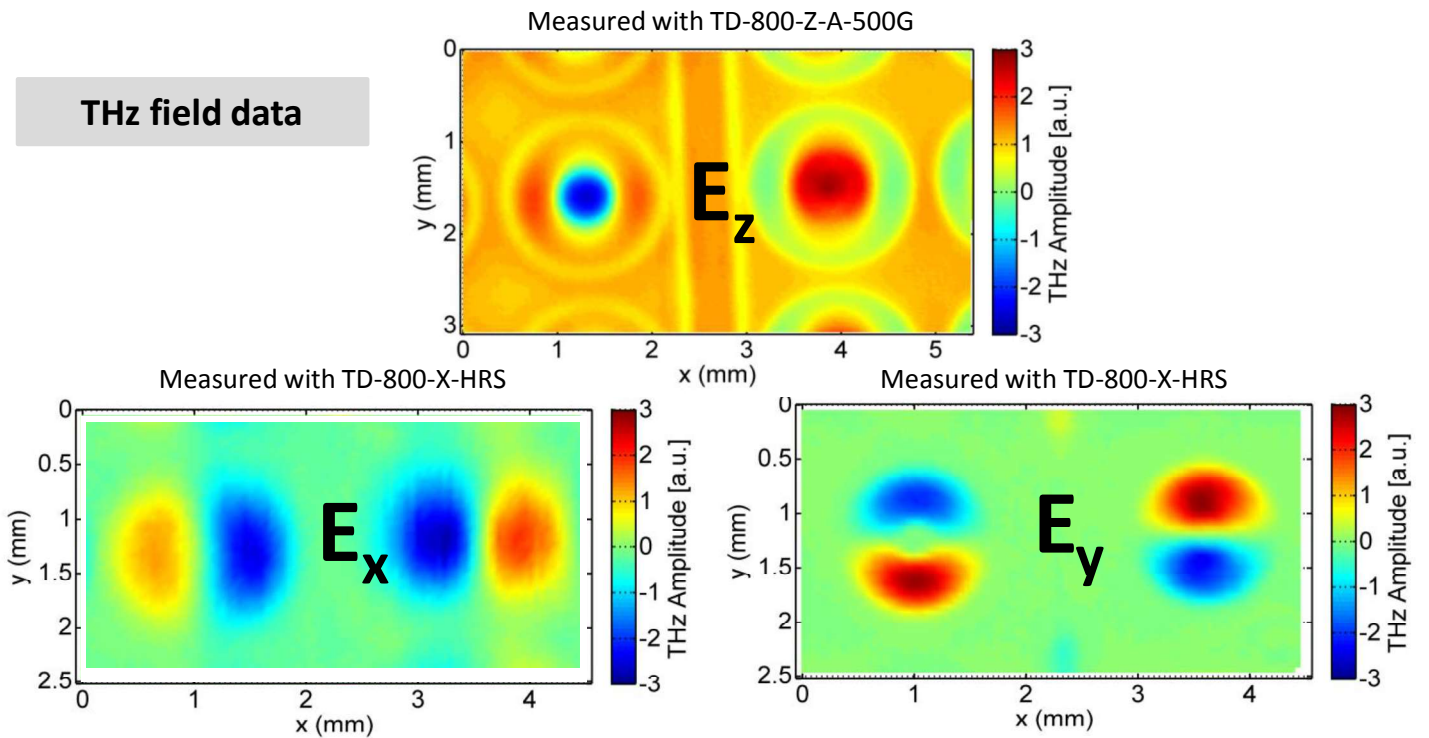 Measured with TD-800-Z-A-500G
THz field data
0
1
2
3
y (mm)
0
1
2
3
4
5
x (mm)
E
z
3
2
1
0
-1
-2
-3
THz Amplitude [a.u.]
Measured with TD-800-X-HRS
0
0.5
1
1.5
2
2.5
y (mm)
0
1
2
3
4
x (mm)
E
x
3
2
1
0
-1
-2
-3
THz Amplitude [a.u.]
Measured with TD-800-X-HRS
0
0.5
1
1.5
2
2.5
y (mm)
0
1
2
3
4
x (mm)
E
y
3
2
1
0
-1
-2
-3
THz Amplitude [a.u.]